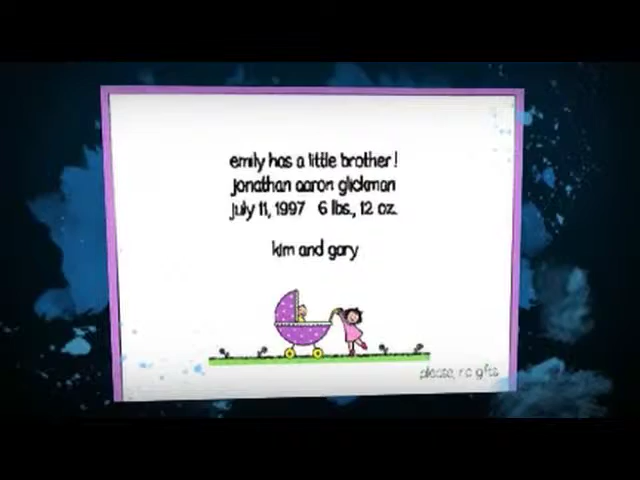 emily has a little brother!
jonathan aaron glickman
july 11, 1997 6 lbs., 12 oz.
kim and gary
please, no gifts